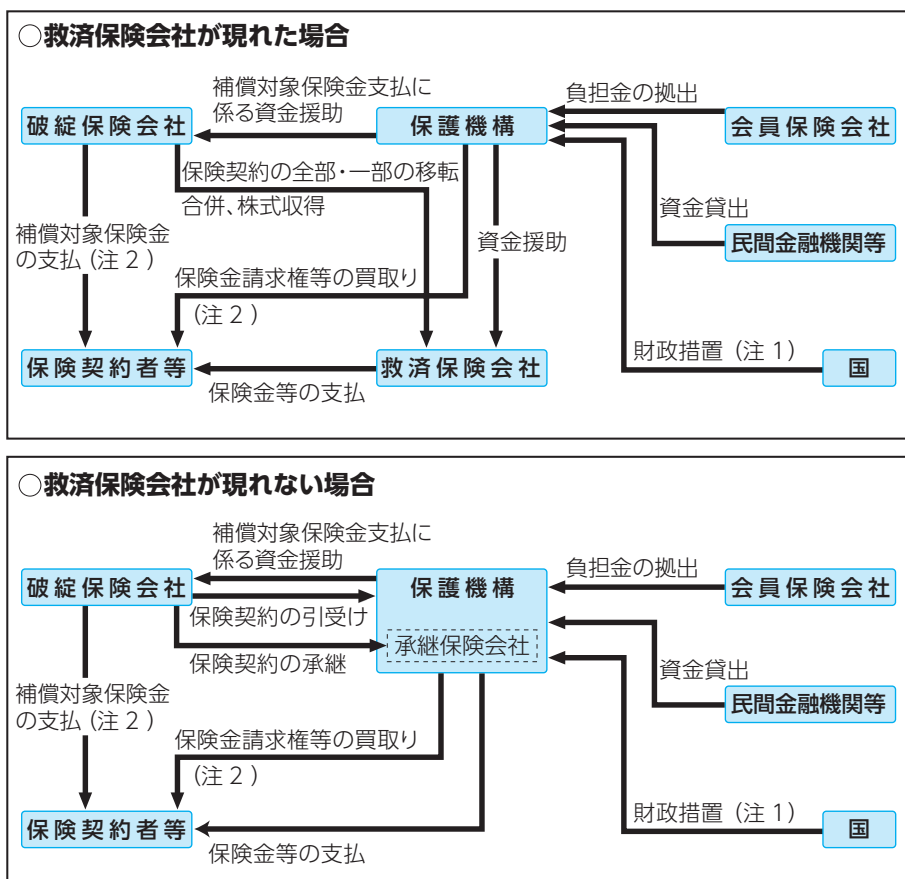 ○救済保険会社が現れた場合
補償対象保険金支払に
係る資金援助
負担金の拠出
破綻保険会社
保護機構
会員保険会社
保険契約の全部・一部の移転
合併、株式取得
資金貸出
補償対象保険金
の支払（注２）
資金援助
民間金融機関等
保険金請求権等の買取り
（注２）
財政措置（注１）
保険契約者等
救済保険会社
国
保険金等の支払
○救済保険会社が現れない場合
補償対象保険金支払に
係る資金援助
負担金の拠出
破綻保険会社
保護機構
会員保険会社
保険契約の引受け
承継保険会社
保険契約の承継
資金貸出
補償対象保険金
の支払（注２）
民間金融機関等
保険金請求権等の買取り
（注２）
財政措置（注１）
保険契約者等
国
保険金等の支払